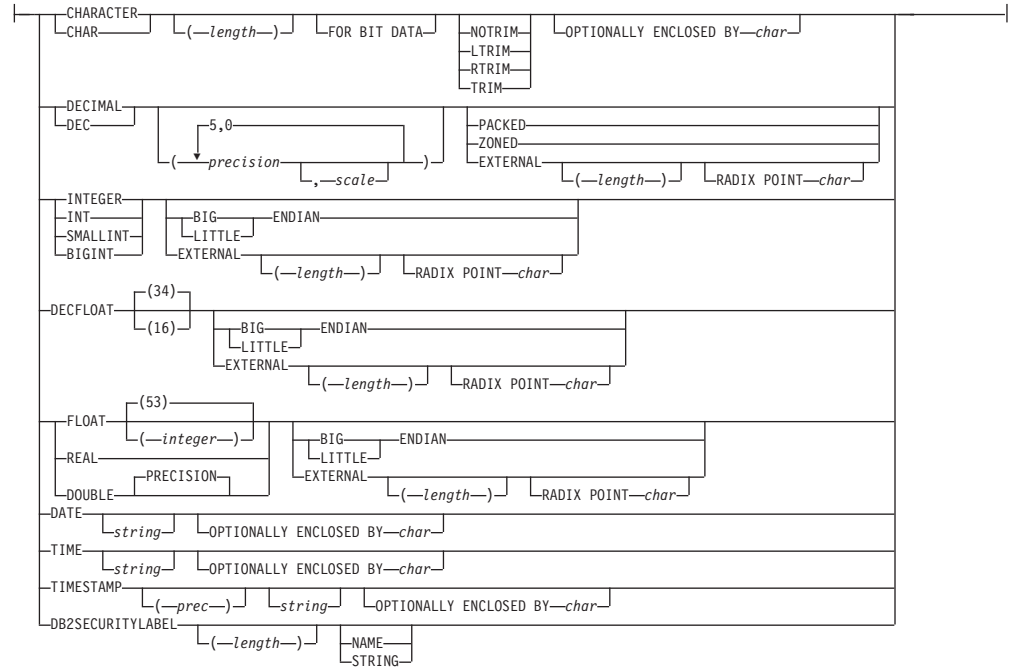 CHARACTER
CHAR ( length ) FOR BIT DATA NOTRIM OPTIONALLY ENCLOSED BY char
LTRIM
RTRIM
TRIM
DECIMAL
DEC 5,0 PACKED
ZONED
( precision ) EXTERNAL
, scale ( length ) RADIX POINT char
INTEGER
INT BIG ENDIAN
SMALLINT LITTLE
BIGINT EXTERNAL
( length ) RADIX POINT char
(34)
DECFLOAT
(16) BIG ENDIAN
LITTLE
EXTERNAL
( length ) RADIX POINT char
(53)
FLOAT
( integer ) BIG ENDIAN
REAL LITTLE
PRECISION EXTERNAL
DOUBLE ( length ) RADIX POINT char
DATE
string OPTIONALLY ENCLOSED BY char
TIME
string OPTIONALLY ENCLOSED BY char
TIMESTAMP
( prec ) string OPTIONALLY ENCLOSED BY char
DB2SECURITYLABEL
( length ) NAME
STRING